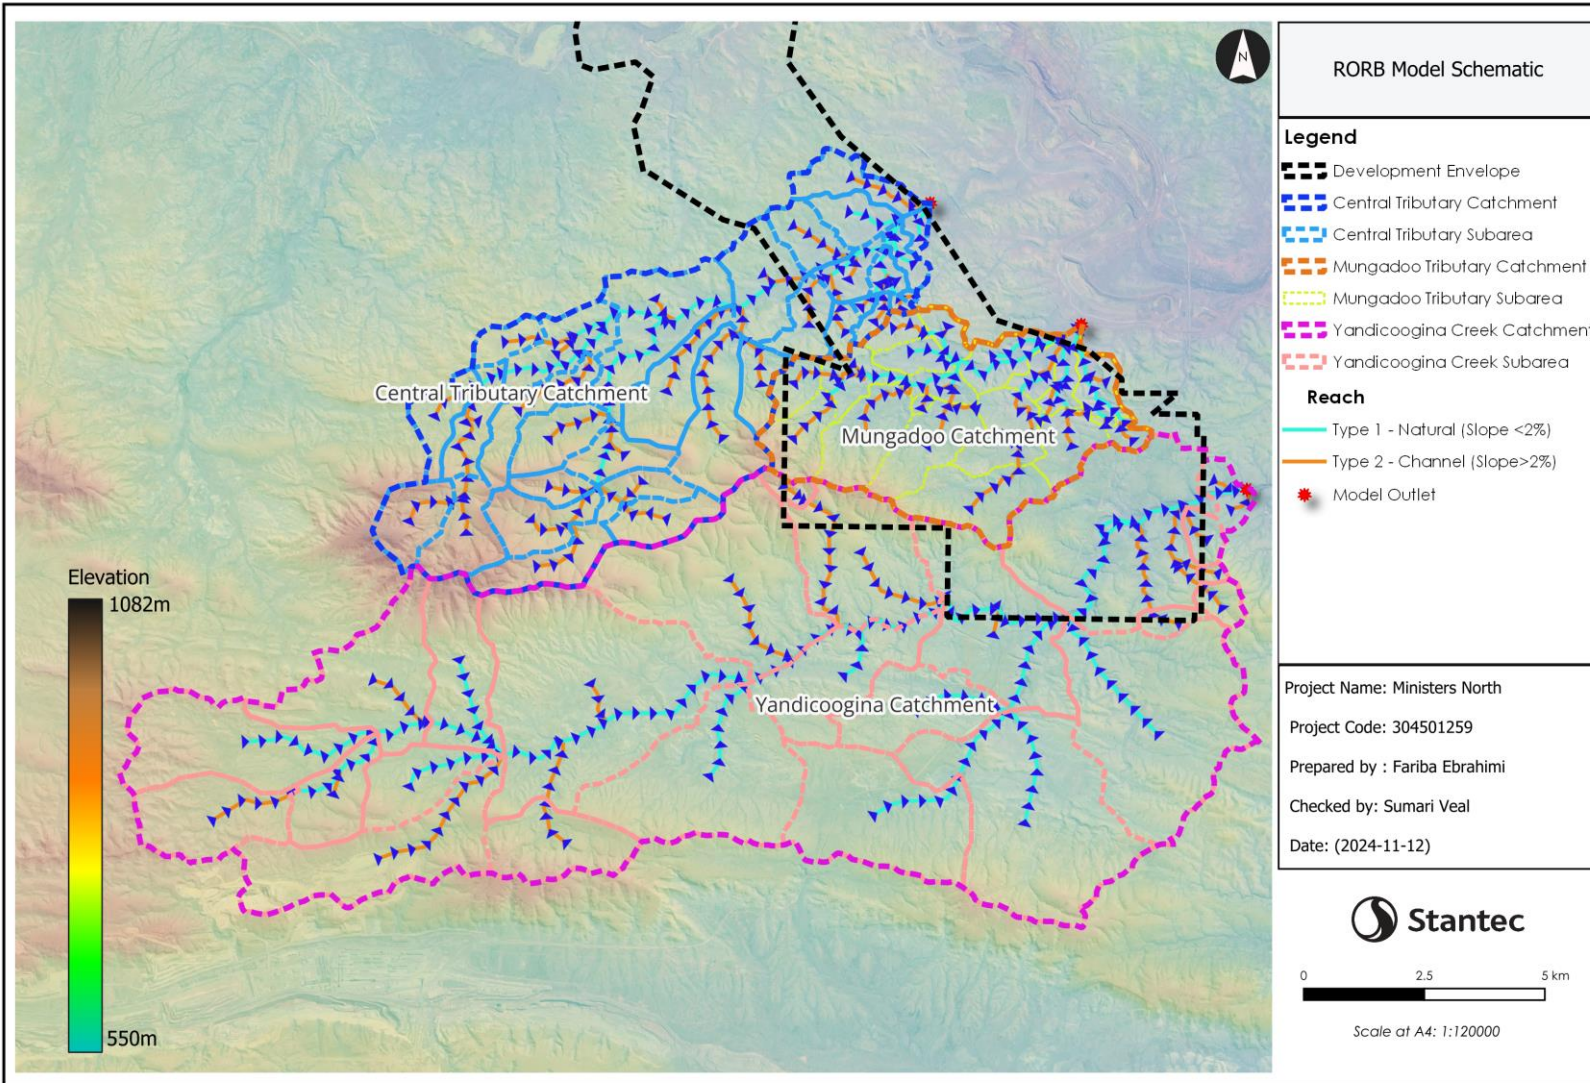 N
RORB Model Schematic
Legend
Development Envelope
Central Tributary Catchment
Central Tributary Subarea
Mungadoo Tributary Catchment
Mungadoo Tributary Subarea
Yandicoogina Creek Catchment
Yandicoogina Creek Subarea
Reach
Type 1 - Natural (Slope <2%)
Type 2 - Channel (Slope>2%)
Model Outlet
Central Tributary Catchment
Mungadoo Catchment
Yandicoogina Catchment
Elevation
1082m
550m
Project Name: Ministers North
Project Code: 304501259
Prepared by : Fariba Ebrahimi
Checked by: Sumari Veal
Date: (2024-11-12)
Stantec
0 2.5 5 km
Scale at A4: 1:120000